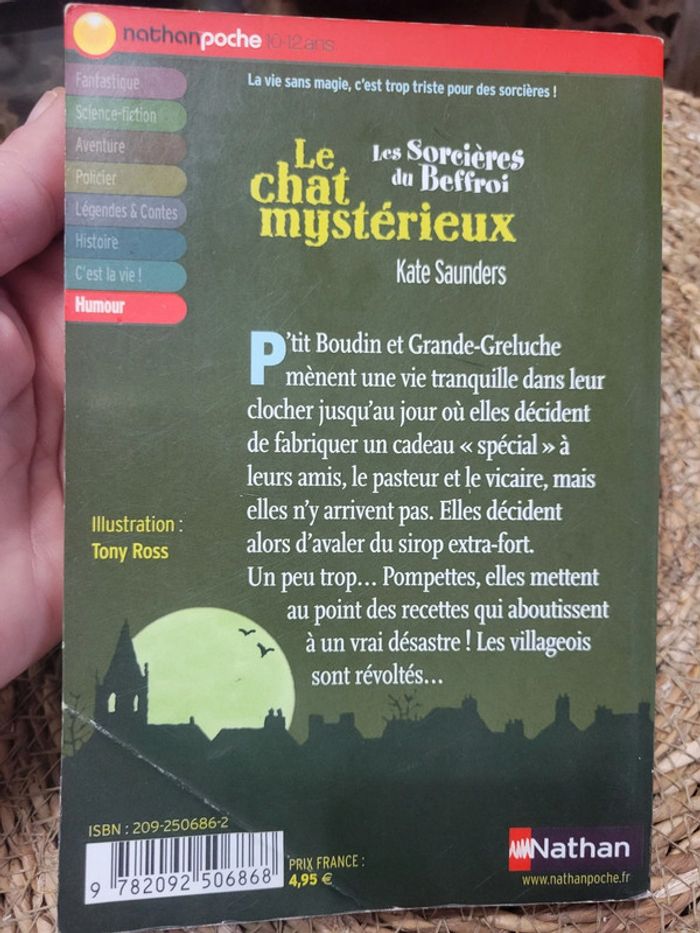 nathanpoche 10-12 ans
Fantastique
Science-fiction
Aventure
Policier
Légendes & Contes
Histoire
C'est la vie !
Humour
La vie sans magie, c'est trop triste pour des sorcières !
Les Sorcières
du Beffroi
Le
chat
mystérieux
Kate Saunders
P'tit Boudin et Grande-Greluche
mènent une vie tranquille dans leur
clocher jusqu'au jour où elles décident
de fabriquer un cadeau « spécial » à
leurs amis, le pasteur et le vicaire, mais
elles n'y arrivent pas. Elles décident
alors d'avaler du sirop extra-fort.
Un peu trop... Pompettes, elles mettent
au point des recettes qui aboutissent
à un vrai désastre ! Les villageois
sont révoltés...
Illustration :
Tony Ross
ISBN : 209-250686-2
9 782092 506868
PRIX FRANCE :
4,95 €
Nathan
www.nathanpoche.fr